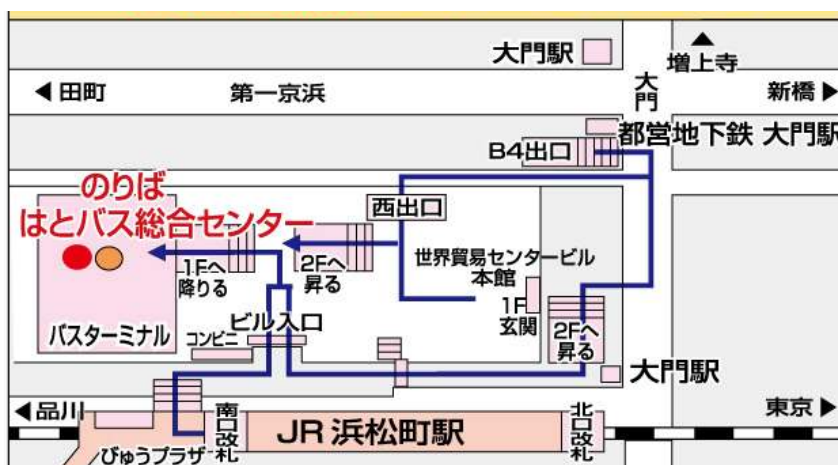 大門駅
増上寺
大門
田町
第一京浜
新橋
都営地下鉄 大門駅
B4出口
のりば
はとバス総合センター
西出口
世界貿易センタービル
本館
1Fへ
降りる
2Fへ
昇る
1F
玄関
バスターミナル
コンビニ
ビル入口
2Fへ
昇る
大門駅
品川
東京
南口改札
JR 浜松町駅
北口改札
びゅうプラザ